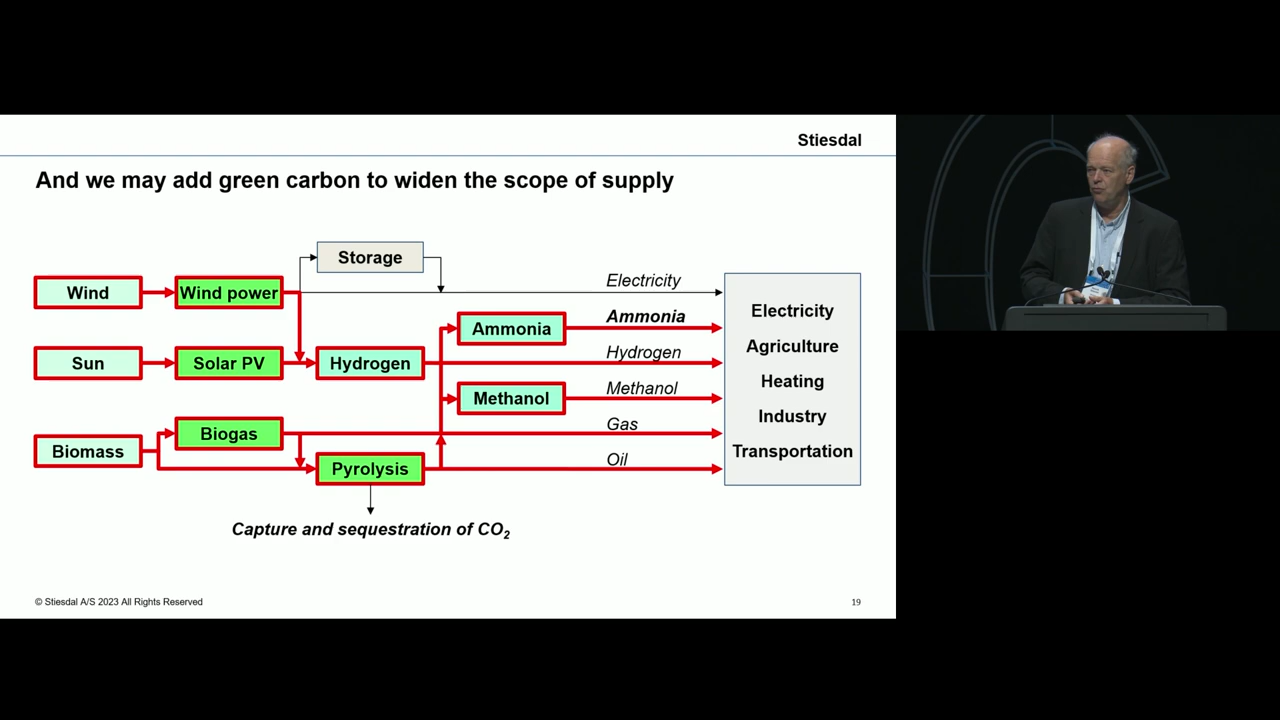 Stiesdal
And we may add green carbon to widen the scope of supply
Storage
Wind
Wind power
Electricity
Sun
Solar PV
Hydrogen
Ammonia
Ammonia
Hydrogen
Methanol
Methanol
Biomass
Biogas
Gas
Pyrolysis
Oil
Electricity
Agriculture
Heating
Industry
Transportation
Capture and sequestration of CO₂
© Stiesdal A/S 2023 All Rights Reserved
19